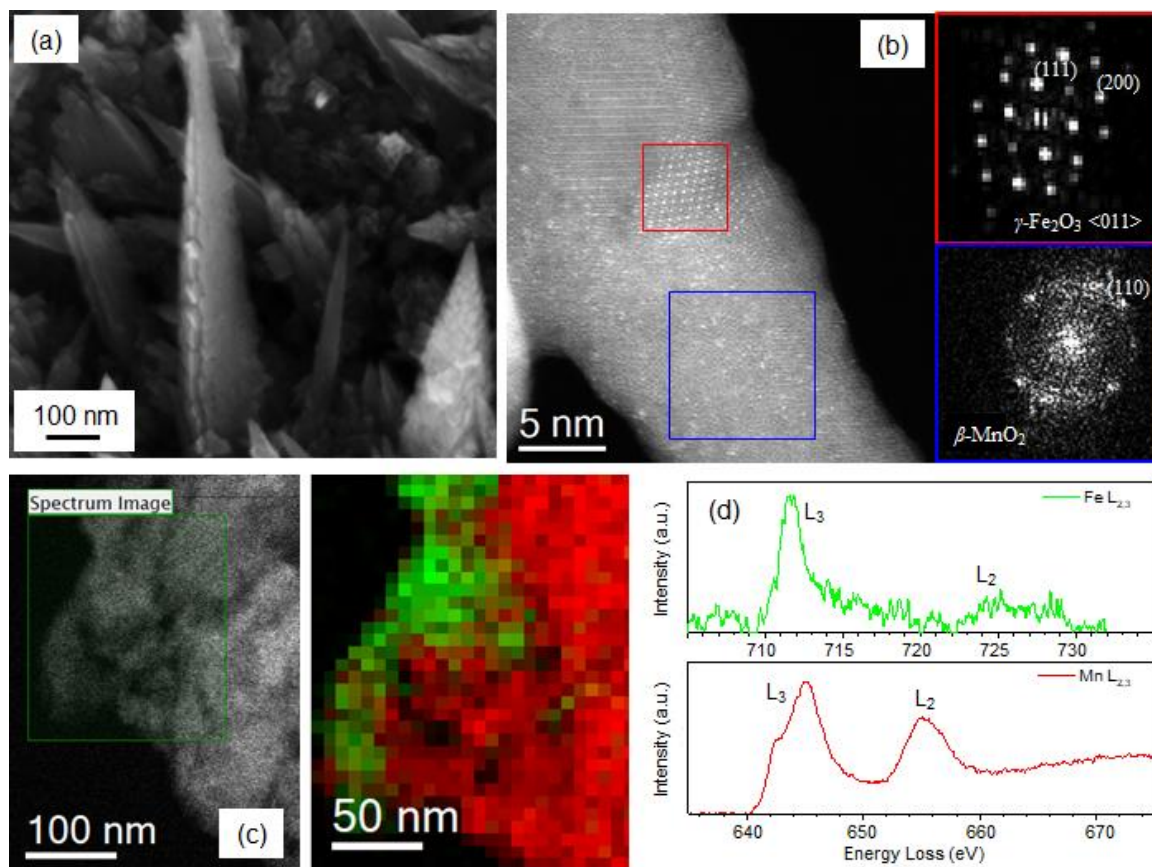 (a)
100 nm
(b)
5 nm
(111)
(200)
γ-Fe₂O₃ <011>
(110)
β-MnO₂
Spectrum Image
100 nm
(c)
50 nm
(d)
Intensity (a.u.)
L₃
L₂
Fe L₂,₃
710 715 720 725 730
Intensity (a.u.)
L₃
L₂
Mn L₂,₃
640 650 660 670
Energy Loss (eV)